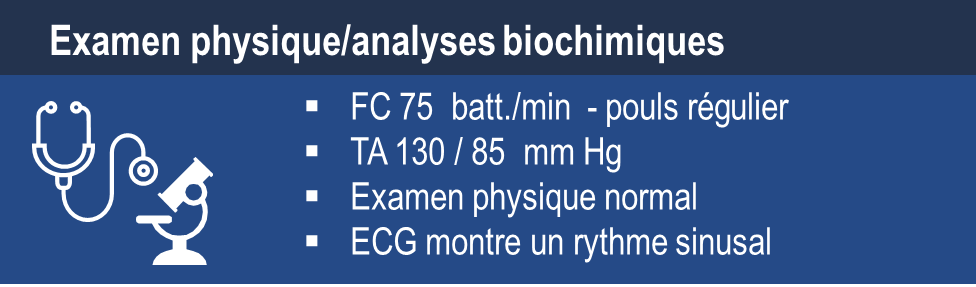 Examen physique/analyses biochimiques
▪ FC 75 batt./min - pouls régulier
▪ TA 130 / 85 mm Hg
▪ Examen physique normal
▪ ECG montre un rythme sinusal